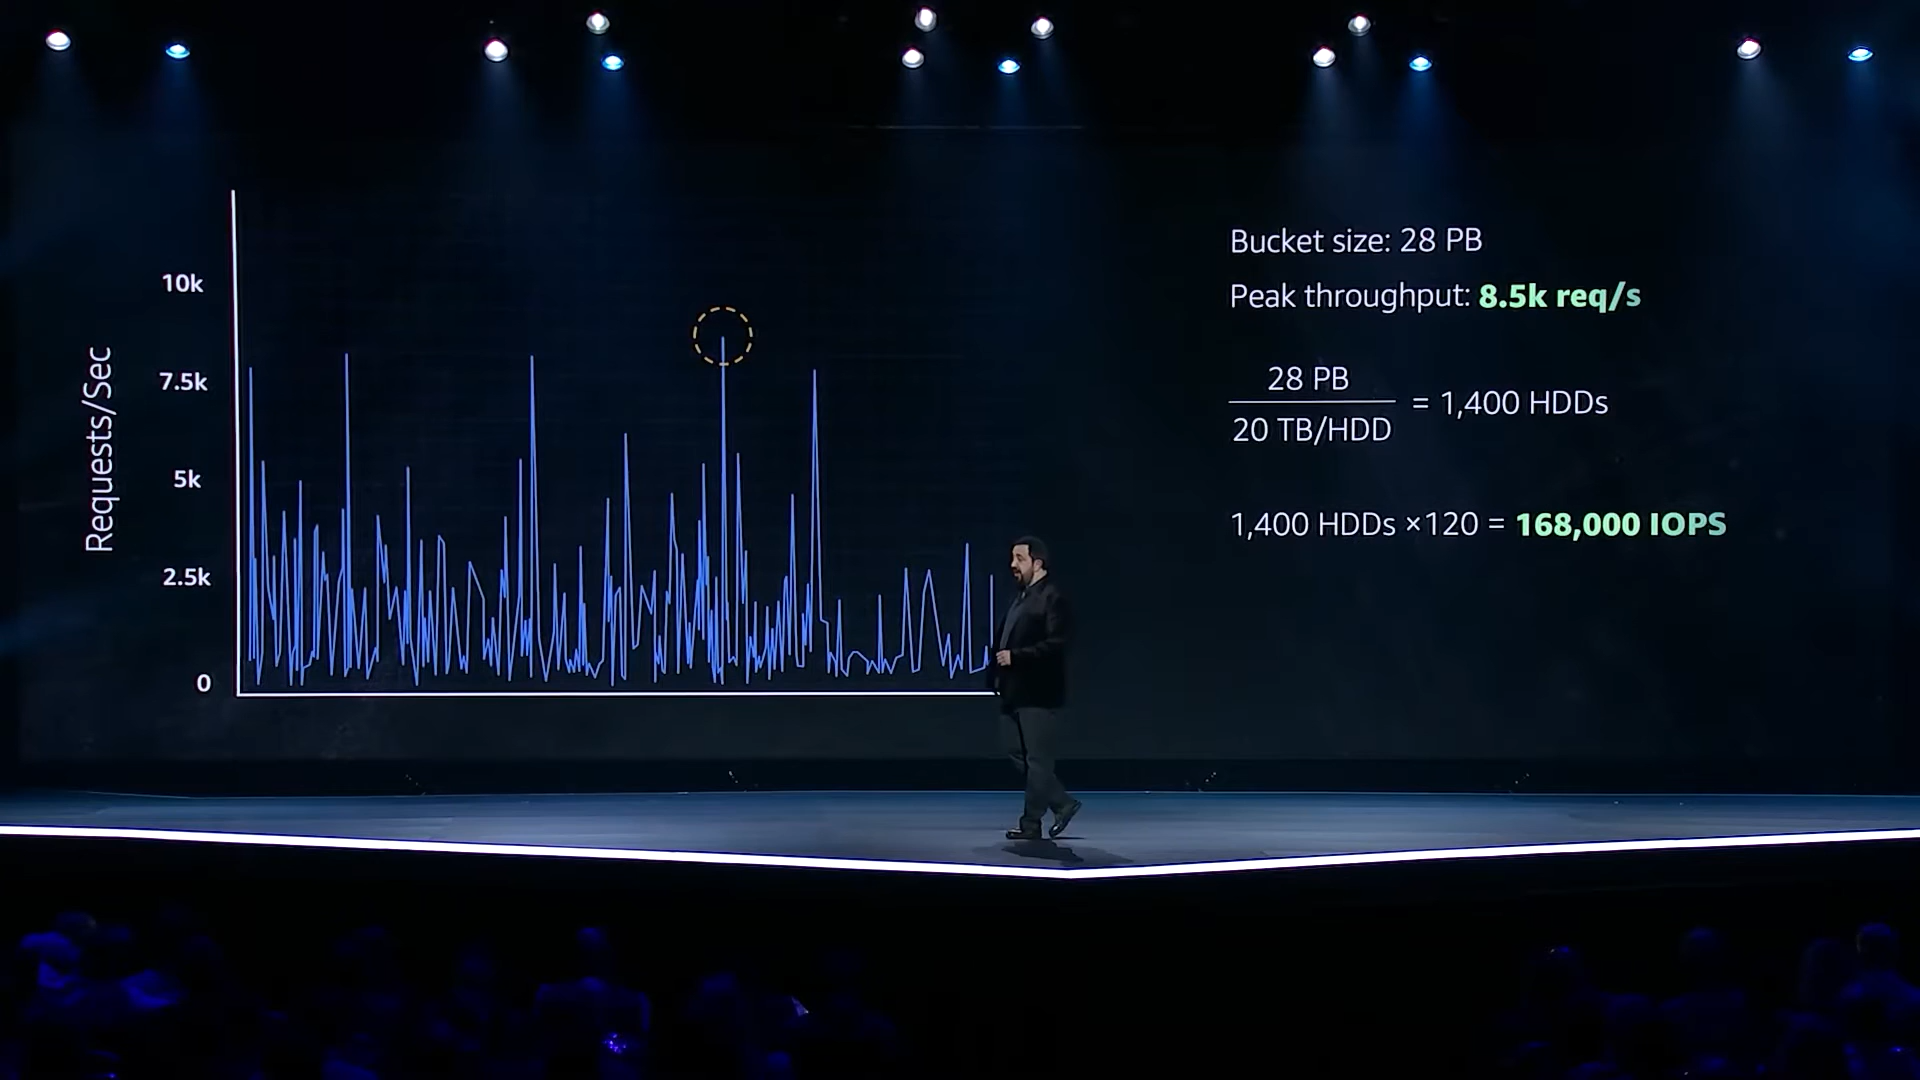 10k
7.5k
5k
2.5k
0
Requests/Sec
Bucket size: 28 PB
Peak throughput: 8.5k req/s
28 PB
20 TB/HDD
= 1,400 HDDs
1,400 HDDs ×120 = 168,000 IOPS